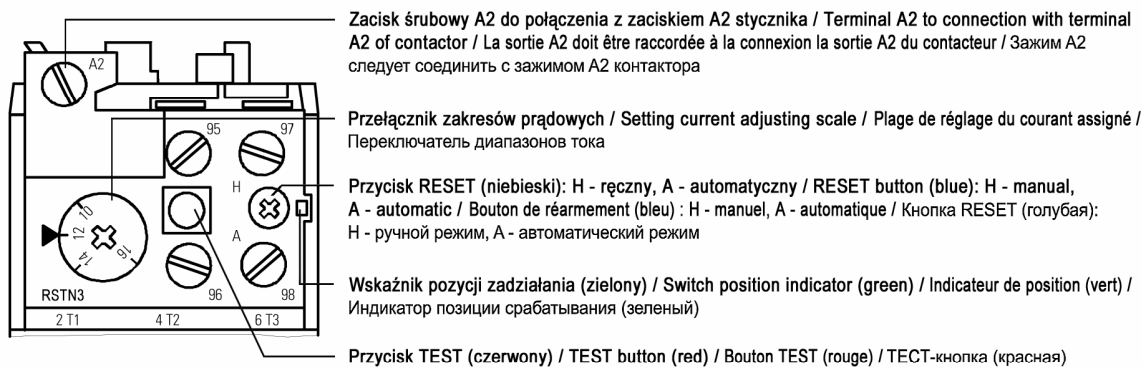 Zacisk śrubowy A2 do połączenia z zaciskiem A2 stycznika / Terminal A2 to connection with terminal
A2 of contactor / La sortie A2 doit être raccordée à la connexion la sortie A2 du contacteur / Зажим A2
следует соединить с зажимом A2 контактора
A2
Przełącznik zakresów prądowych / Setting current adjusting scale / Plage de réglage du courant assigné /
Переключатель диапазонов тока
95
97
Przycisk RESET (niebieski): H - ręczny, A - automatyczny / RESET button (blue): H - manual,
A - automatic / Bouton de réarmement (bleu) : H - manuel, A - automatique / Кнопка RESET (голубая):
H - ручной режим, A - автоматический режим
H
A
10
12
14
16
Wskaźnik pozycji zadziałania (zielony) / Switch position indicator (green) / Indicateur de position (vert) /
Индикатор позиции срабатывания (зеленый)
RSTN3
96
98
2 T1
4 T2
6 T3
Przycisk TEST (czerwony) / TEST button (red) / Bouton TEST (rouge) / ТЕСТ-кнопка (красная)